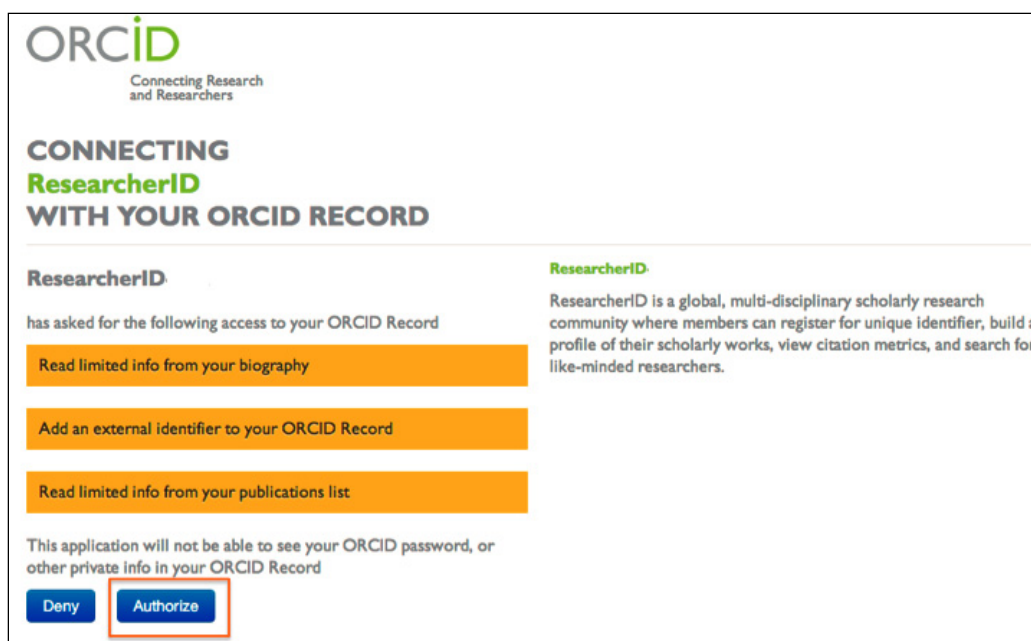 ORCiD
Connecting Research
and Researchers
CONNECTING
ResearcherID
WITH YOUR ORCID RECORD
ResearcherID
has asked for the following access to your ORCID Record
Read limited info from your biography
Add an external identifier to your ORCID Record
Read limited info from your publications list
This application will not be able to see your ORCID password, or
other private info in your ORCID Record
Deny
Authorize
ResearcherID
ResearcherID is a global, multi-disciplinary scholarly research
community where members can register for unique identifier, build a
profile of their scholarly works, view citation metrics, and search for
like-minded researchers.